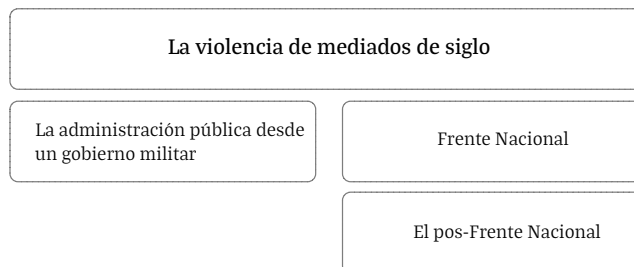 La violencia de mediados de siglo
La administración pública desde
un gobierno militar
Frente Nacional
El pos-Frente Nacional